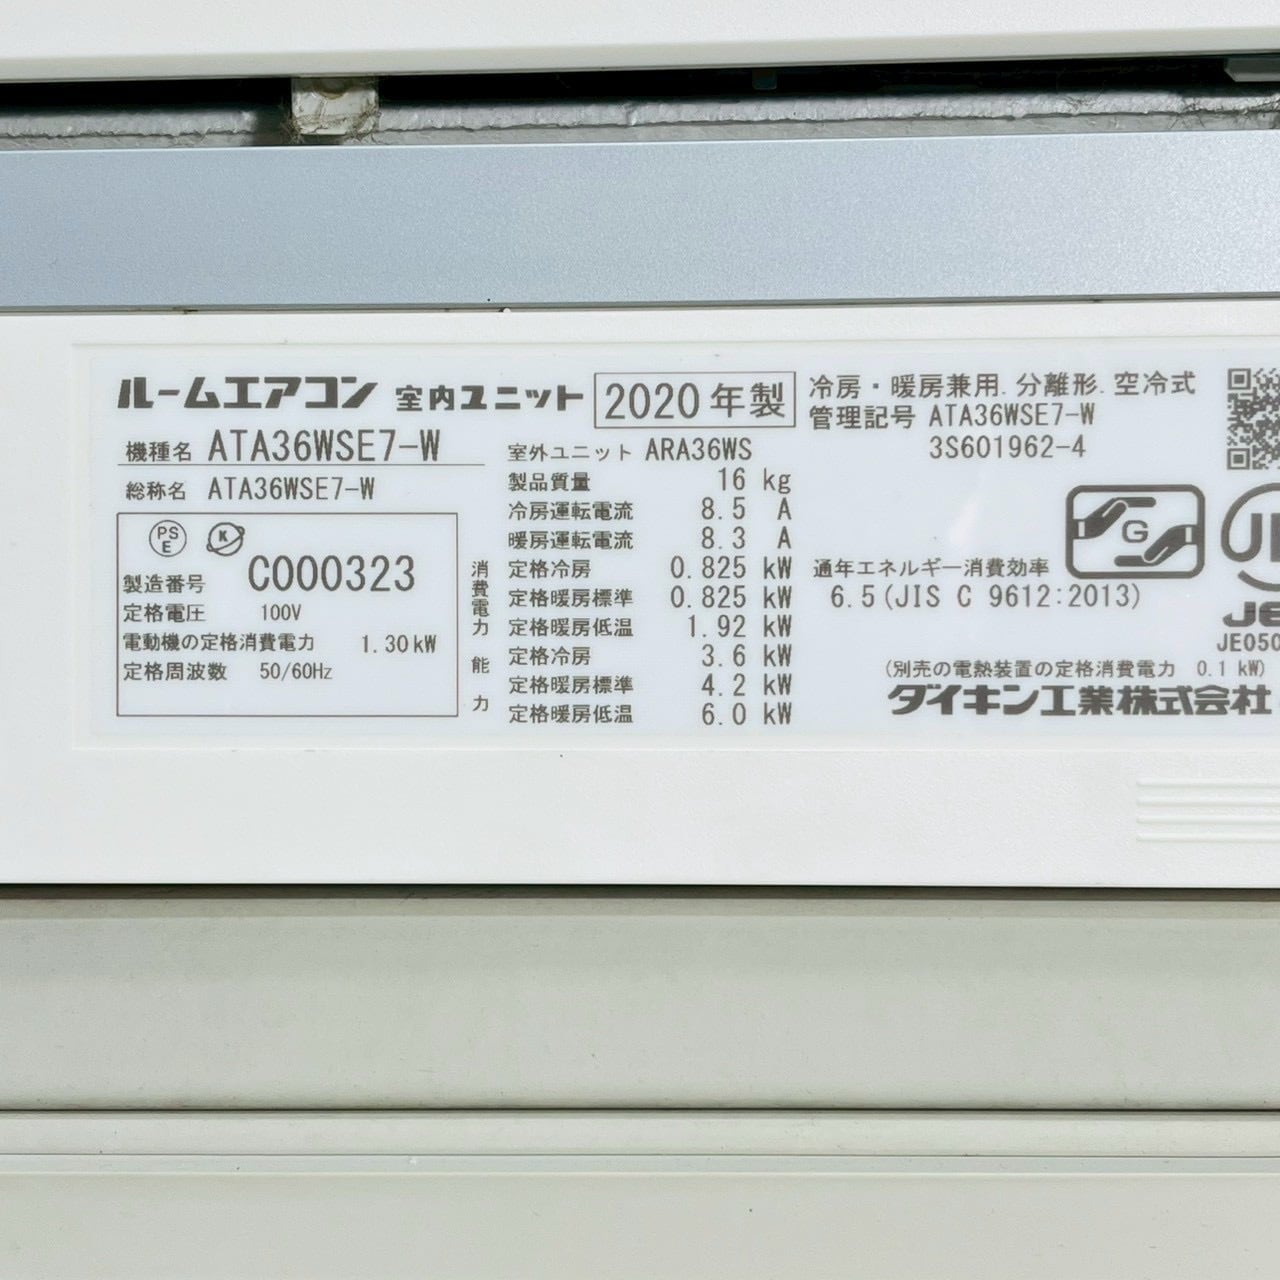 ルームエアコン 室内ユニット 2020年製
機種名 ATA36WSE7-W
総称名 ATA36WSE7-W
PS
E
K
製造番号 C000323
定格電圧 100V
電動機の定格消費電力 1.30kW
定格周波数 50/60Hz
室外ユニット ARA36WS
製品質量 16 kg
冷房運転電流 8.5 A
暖房運転電流 8.3 A
消費電力
定格冷房 0.825 kW
定格暖房標準 0.825 kW
定格暖房低温 1.92 kW
能力
定格冷房 3.6 kW
定格暖房標準 4.2 kW
定格暖房低温 6.0 kW
冷房・暖房兼用.分離形.空冷式
管理記号 ATA36WSE7-W
3S601962-4
G
通年エネルギー消費効率
6.5(JIS C 9612:2013)
JE050
(別売の電熱装置の定格消費電力 0.1 kW)
ダイキン工業株式会社